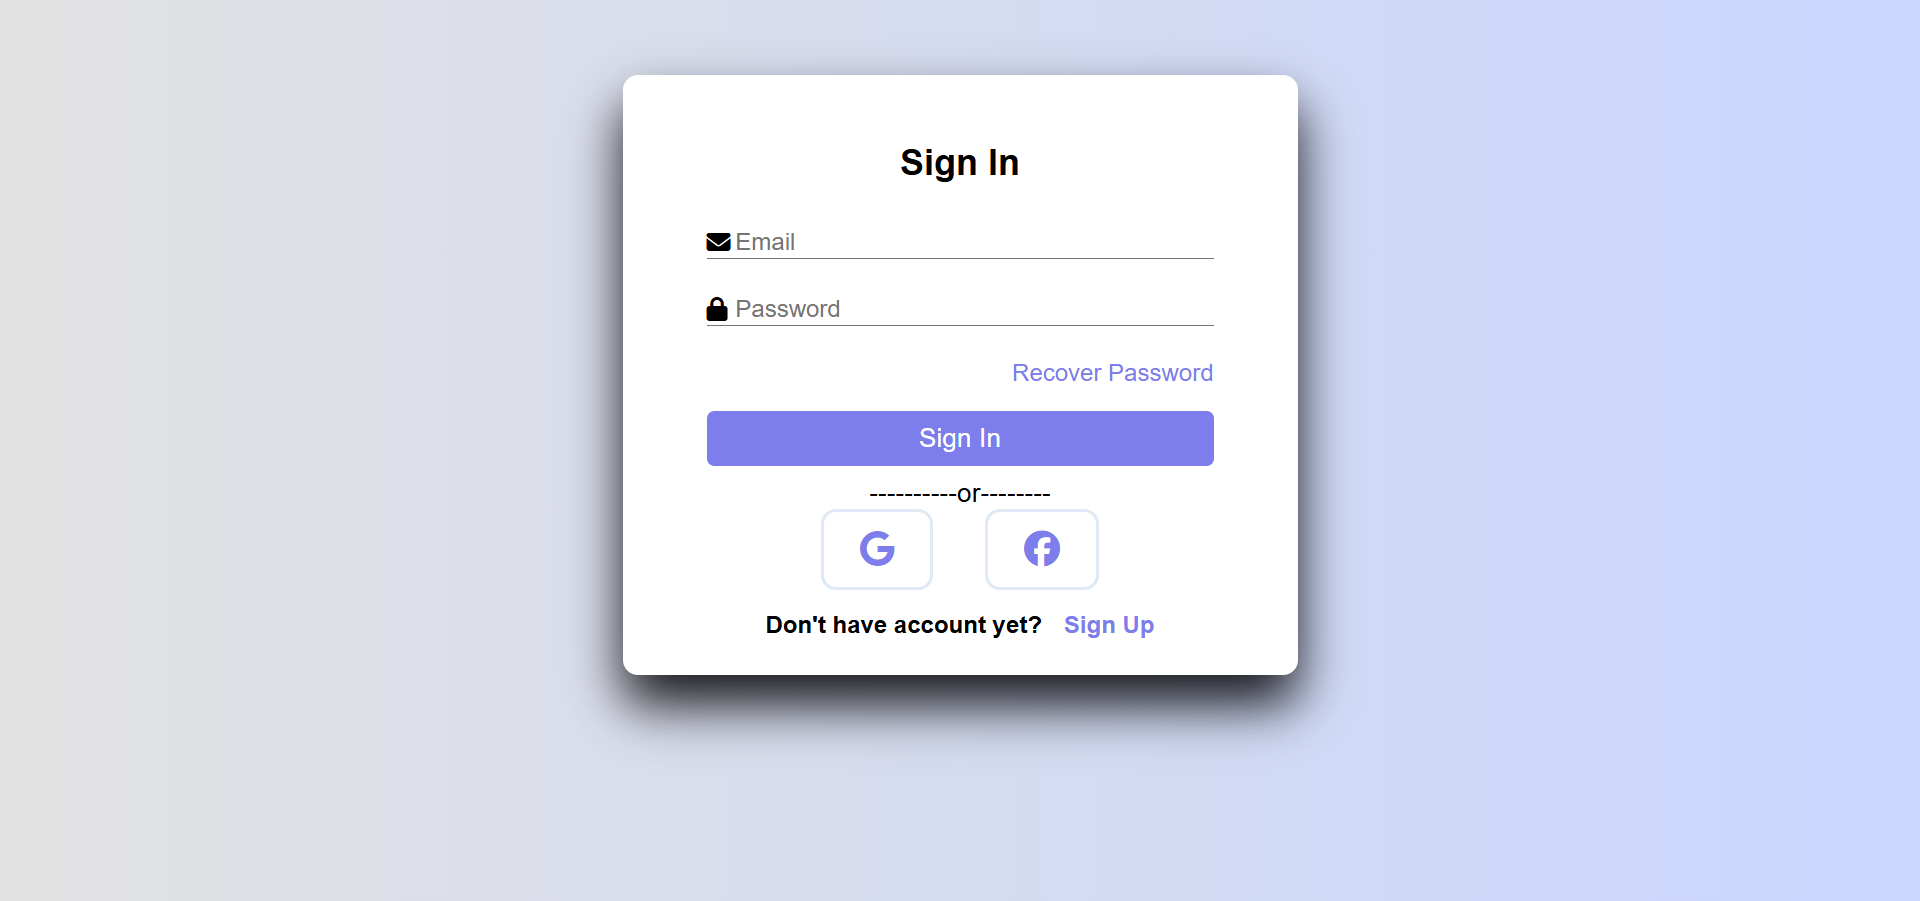 Sign In
Email
Password
Recover Password
Sign In
----------or--------
Don't have account yet? Sign Up